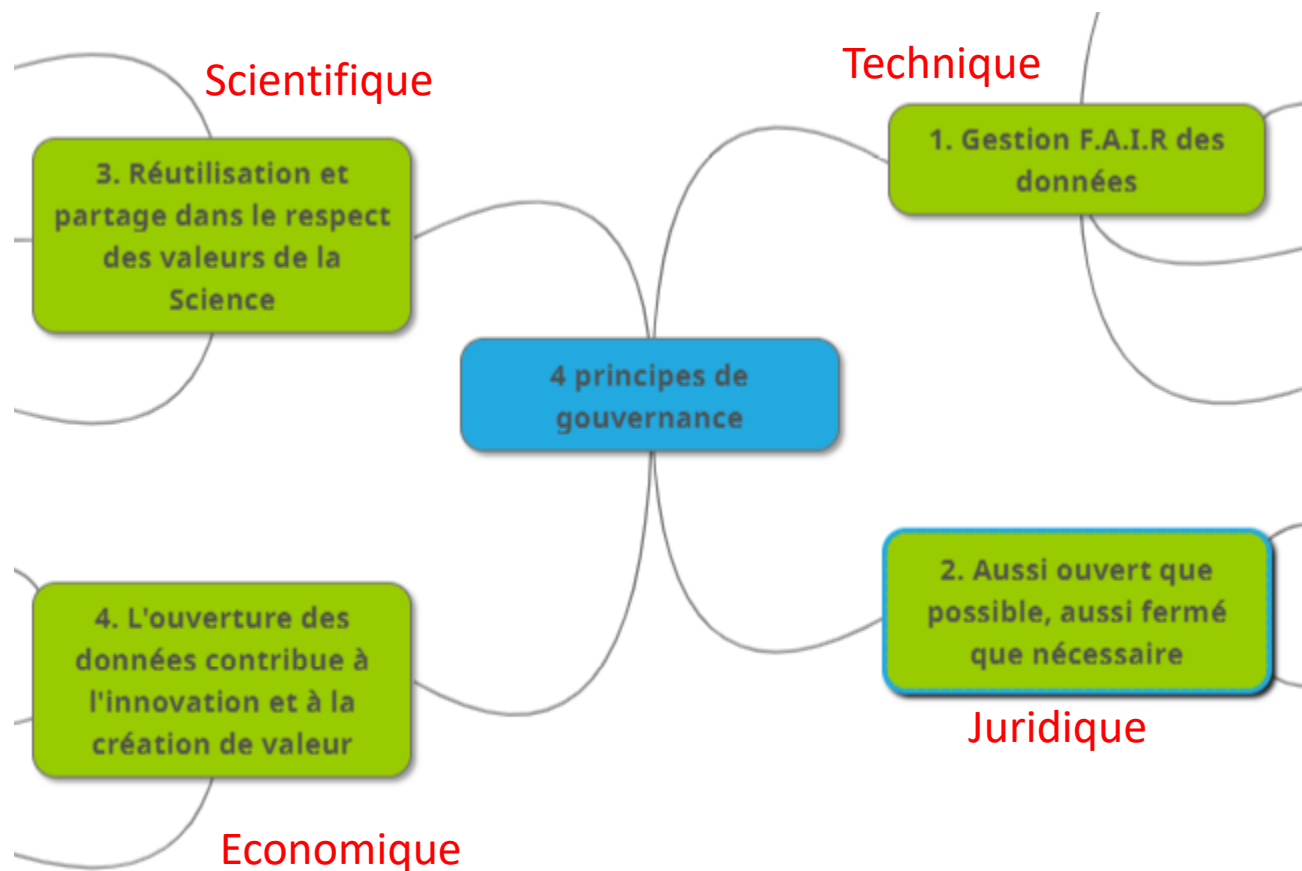 Scientifique
3. Réutilisation et
partage dans le respect
des valeurs de la
Science
Technique
1. Gestion F.A.I.R des
données
4 principes de
gouvernance
2. Aussi ouvert que
possible, aussi fermé
que nécessaire
Juridique
4. L'ouverture des
données contribue à
l'innovation et à la
création de valeur
Economique